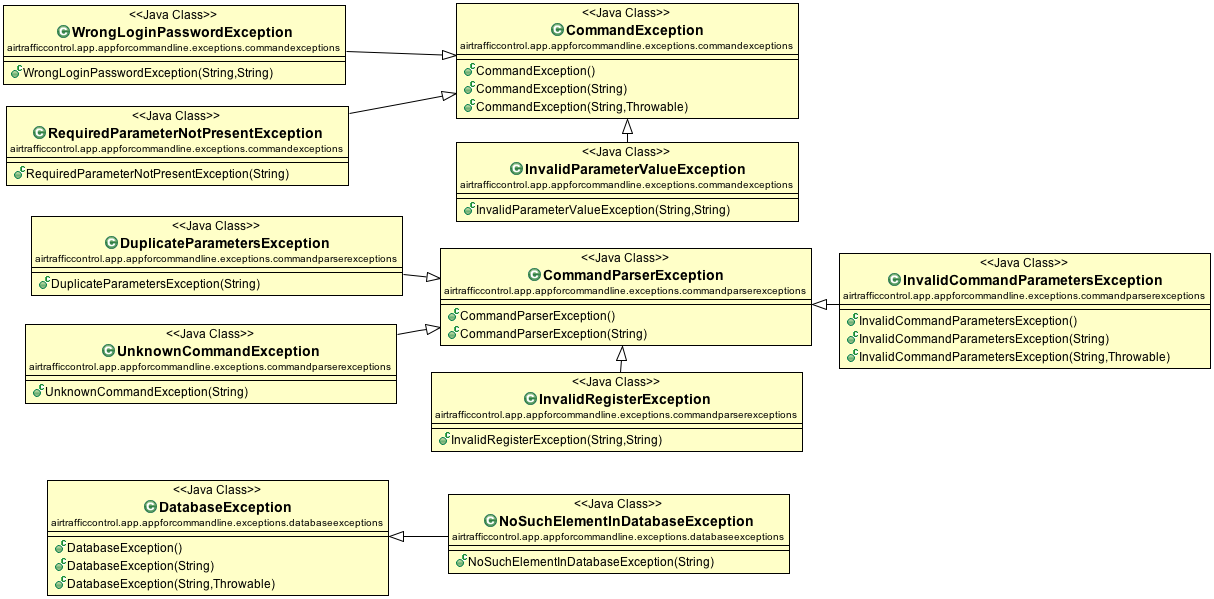 <<Java Class>>
WrongLoginPasswordException
airtrafficcontrol.app.appforcommandline.exceptions.commandexceptions
WrongLoginPasswordException(String,String)
<<Java Class>>
CommandException
airtrafficcontrol.app.appforcommandline.exceptions.commandexceptions
CommandException()
CommandException(String)
CommandException(String,Throwable)
<<Java Class>>
RequiredParameterNotPresentException
airtrafficcontrol.app.appforcommandline.exceptions.commandexceptions
RequiredParameterNotPresentException(String)
<<Java Class>>
InvalidParameterValueException
airtrafficcontrol.app.appforcommandline.exceptions.commandexceptions
InvalidParameterValueException(String,String)
<<Java Class>>
DuplicateParametersException
airtrafficcontrol.app.appforcommandline.exceptions.commandparserexceptions
DuplicateParametersException(String)
<<Java Class>>
CommandParserException
airtrafficcontrol.app.appforcommandline.exceptions.commandparserexceptions
CommandParserException()
CommandParserException(String)
<<Java Class>>
InvalidCommandParametersException
airtrafficcontrol.app.appforcommandline.exceptions.commandparserexceptions
InvalidCommandParametersException()
InvalidCommandParametersException(String)
InvalidCommandParametersException(String,Throwable)
<<Java Class>>
UnknownCommandException
airtrafficcontrol.app.appforcommandline.exceptions.commandparserexceptions
UnknownCommandException(String)
<<Java Class>>
InvalidRegisterException
airtrafficcontrol.app.appforcommandline.exceptions.commandparserexceptions
InvalidRegisterException(String,String)
<<Java Class>>
DatabaseException
airtrafficcontrol.app.appforcommandline.exceptions.databaseexceptions
DatabaseException()
DatabaseException(String)
DatabaseException(String,Throwable)
<<Java Class>>
NoSuchElementInDatabaseException
airtrafficcontrol.app.appforcommandline.exceptions.databaseexceptions
NoSuchElementInDatabaseException(String)